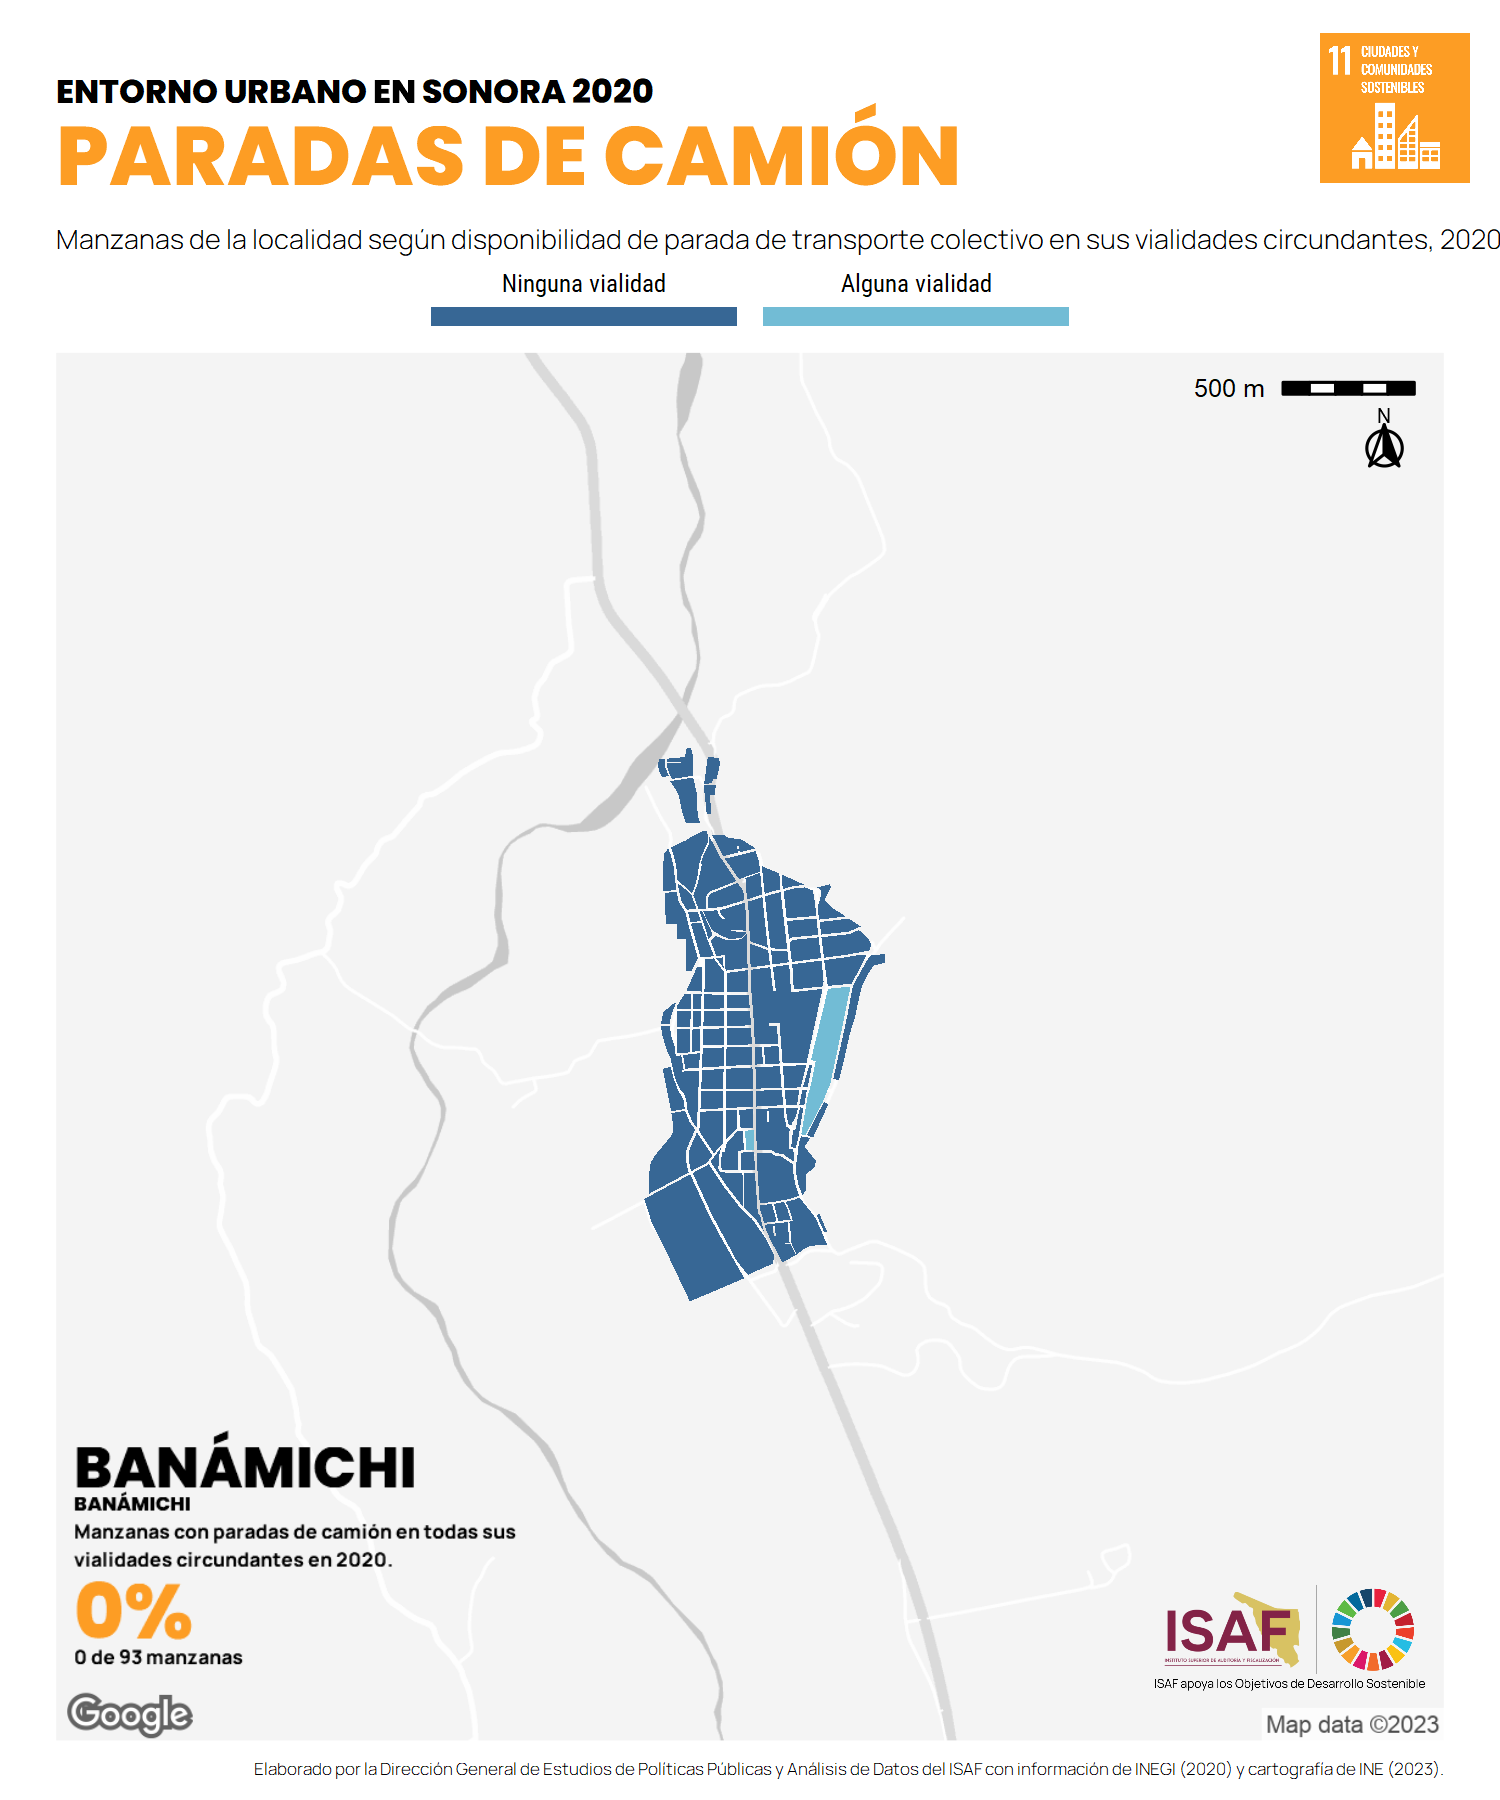 11 CIUDADES Y
COMUNIDADES
SOSTENIBLES
ENTORNO URBANO EN SONORA 2020
PARADAS DE CAMIÓN
Manzanas de la localidad según disponibilidad de parada de transporte colectivo en sus vialidades circundantes, 2020
Ninguna vialidad
Alguna vialidad
500 m
N
BANÁMICHI
BANÁMICHI
Manzanas con paradas de camión en todas sus
vialidades circundantes en 2020.
0%
0 de 93 manzanas
Google
ISAF
INSTITUTO SUPERIOR DE AUDITORÍA Y FISCALIZACIÓN
ISAF apoya los Objetivos de Desarrollo Sostenible
Map data ©2023
Elaborado por la Dirección General de Estudios de Políticas Públicas y Análisis de Datos del ISAF con información de INEGI (2020) y cartografía de INE (2023).